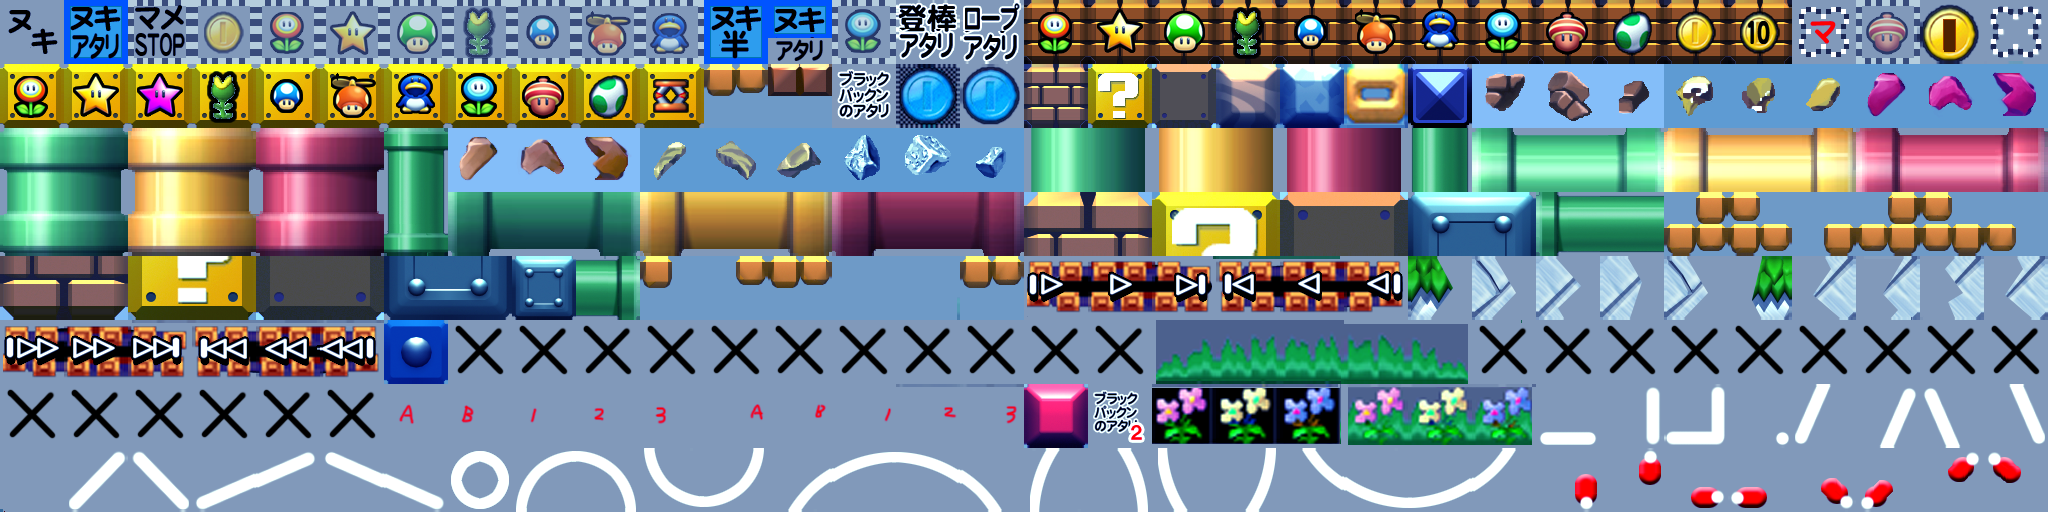 ヌキ
ヌキ
アタリ
マメ
STOP
ヌキ
半
ヌキ
アタリ
登棒
アタリ
ロープ
アタリ
10
マ
ブラック
パックン
のアタリ
?
?
?
A B 1 2 3 A B 1 2 3
ブラック
パックン
のアタリ
2